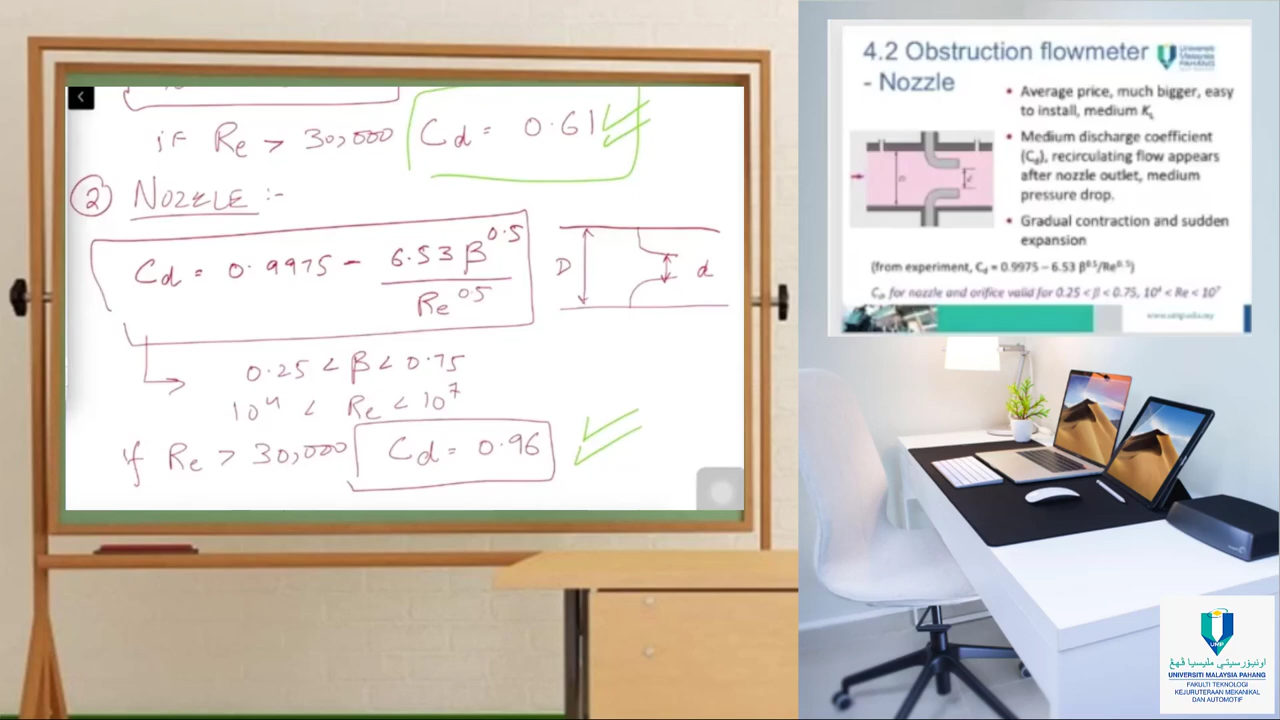 if Re > 30,000 Cd = 0.61
② NOZZLE :-
Cd = 0.9975 - 6.53 β^0.5 / Re^0.5
D d
0.25 < β < 0.75
10^4 < Re < 10^7
if Re > 30,000 Cd = 0.96
4.2 Obstruction flowmeter
- Nozzle
Universiti
Malaysia
PAHANG
• Average price, much bigger, easy
to install, medium K
• Medium discharge coefficient
(Cd), recirculating flow appears
after nozzle outlet, medium
pressure drop.
• Gradual contraction and sudden
expansion
(from experiment, Cd = 0.9975 – 6.53 β^0.5/Re^0.5)
Cd for nozzle and orifice valid for 0.25 < β < 0.75, 10^4 < Re < 10^7
UMP
اونيۏرسيتي مليسيا ڤهڠ
UNIVERSITI MALAYSIA PAHANG
FAKULTI TEKNOLOGI
KEJURUTERAAN MEKANIKAL
DAN AUTOMOTIF